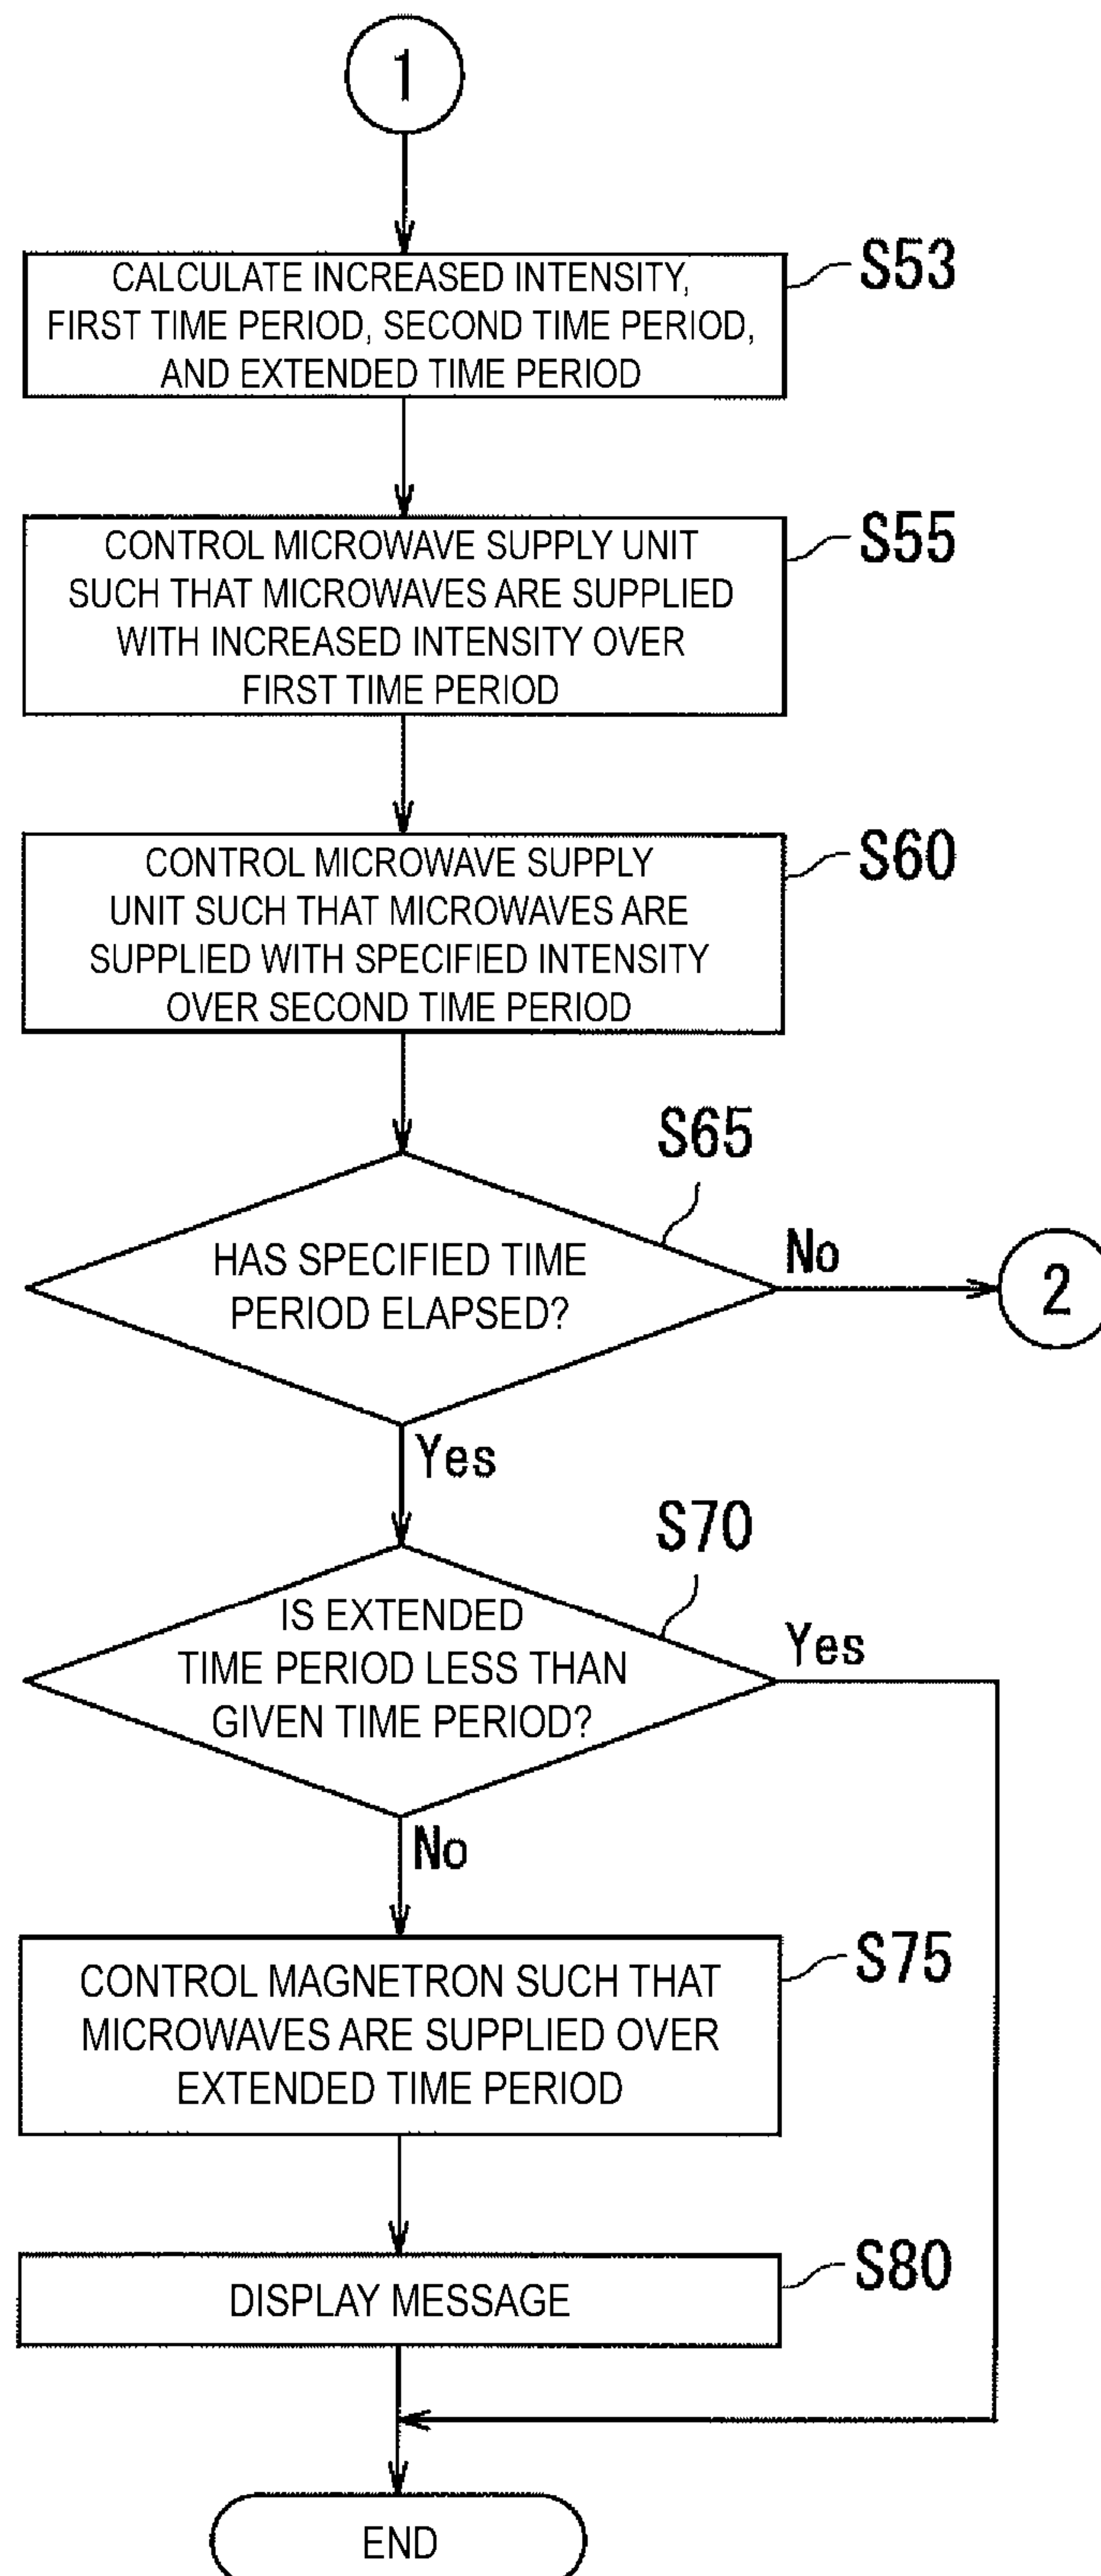 1
S53
CALCULATE INCREASED INTENSITY,
FIRST TIME PERIOD, SECOND TIME PERIOD,
AND EXTENDED TIME PERIOD
S55
CONTROL MICROWAVE SUPPLY UNIT
SUCH THAT MICROWAVES ARE SUPPLIED
WITH INCREASED INTENSITY OVER
FIRST TIME PERIOD
S60
CONTROL MICROWAVE SUPPLY
UNIT SUCH THAT MICROWAVES ARE
SUPPLIED WITH SPECIFIED INTENSITY
OVER SECOND TIME PERIOD
S65
HAS SPECIFIED TIME
PERIOD ELAPSED?
No
2
Yes
S70
IS EXTENDED
TIME PERIOD LESS THAN
GIVEN TIME PERIOD?
Yes
No
S75
CONTROL MAGNETRON SUCH THAT
MICROWAVES ARE SUPPLIED OVER
EXTENDED TIME PERIOD
S80
DISPLAY MESSAGE
END